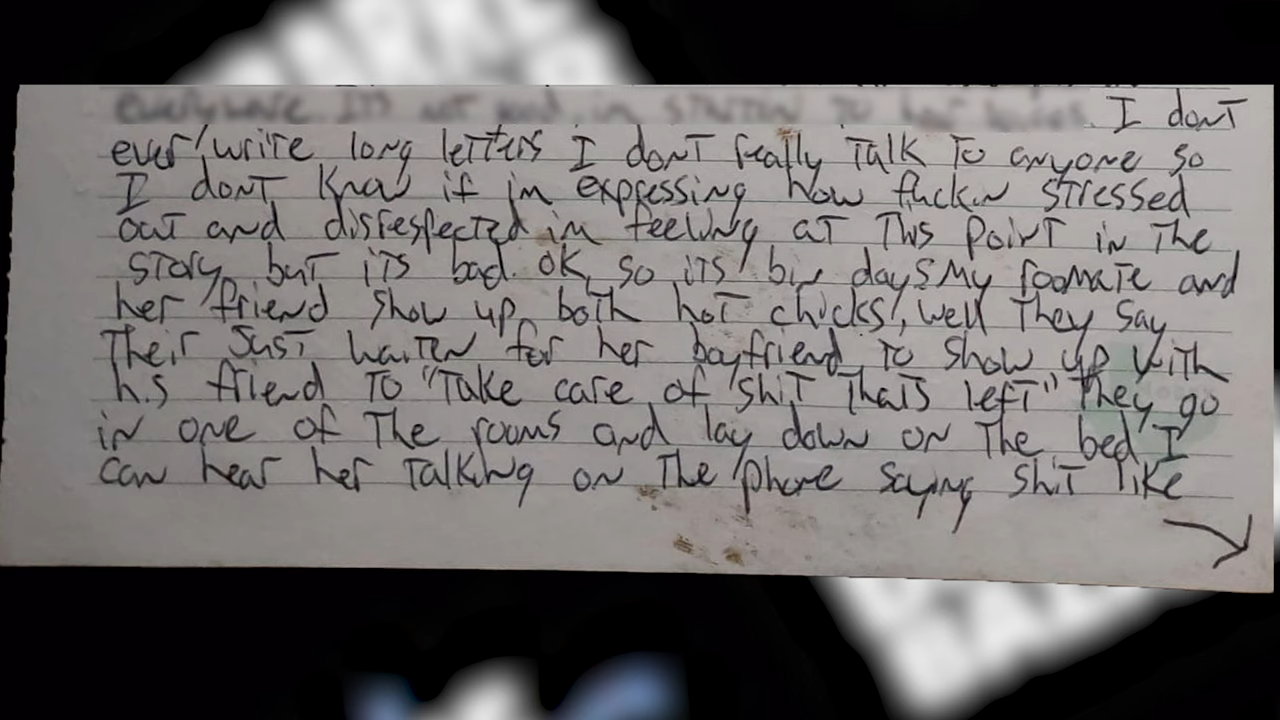 I dont
ever write long letters I dont really talk to anyone so
I dont know if im expressing how fuckin stressed
out and disrespected im feeling at this point in the
story, but its bad. ok, so its bin days my roomate and
her friend show up, both hot chicks, well they say
their just waiten for her boyfriend to show up with
his friend to "take care of shit thats left" they go
in one of the rooms and lay down on the bed I
can hear her talking on the phone saying shit like